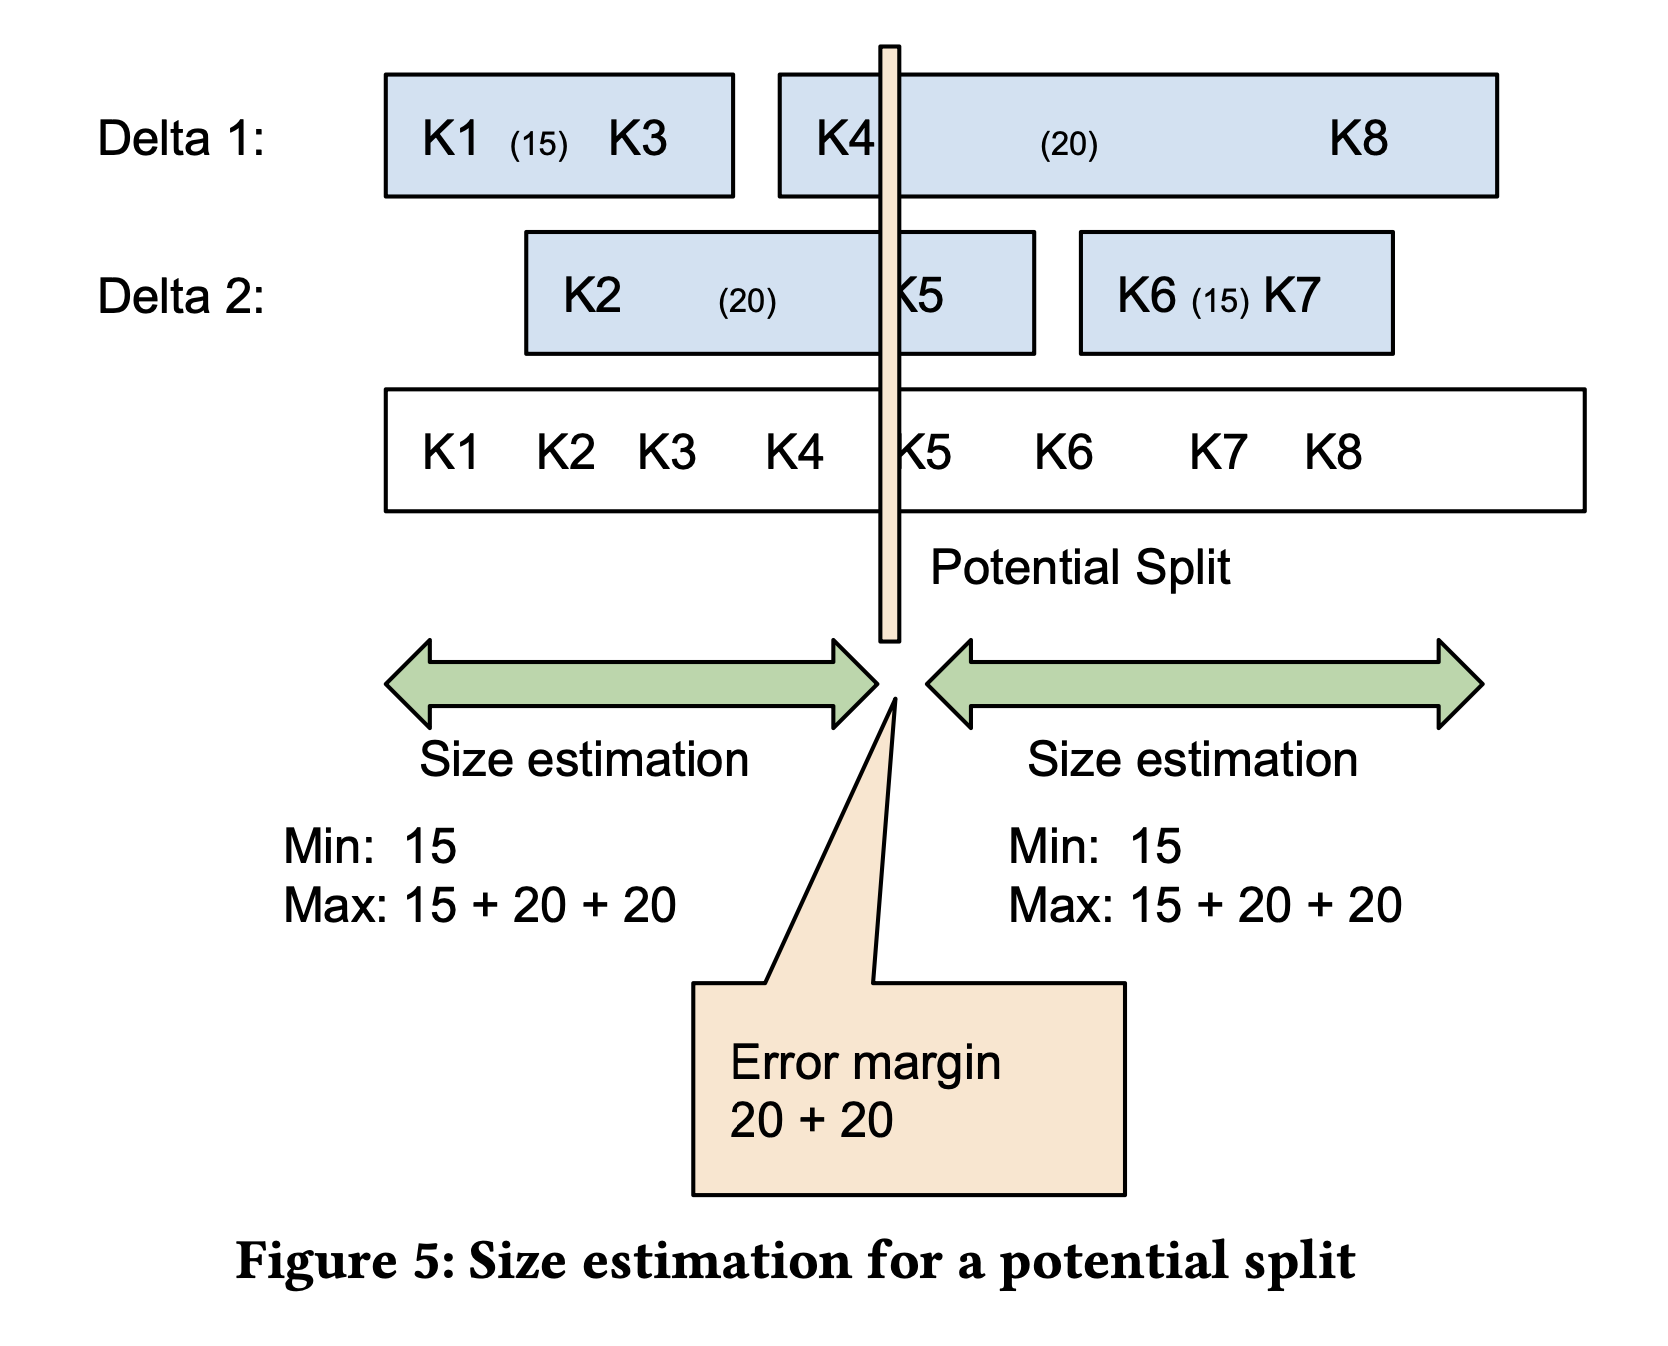 Delta 1:
K1 (15) K3
K4 (20) K8
Delta 2:
K2 (20) K5
K6 (15) K7
K1 K2 K3 K4 K5 K6 K7 K8
Potential Split
Size estimation
Size estimation
Min: 15
Max: 15 + 20 + 20
Min: 15
Max: 15 + 20 + 20
Error margin
20 + 20
Figure 5: Size estimation for a potential split